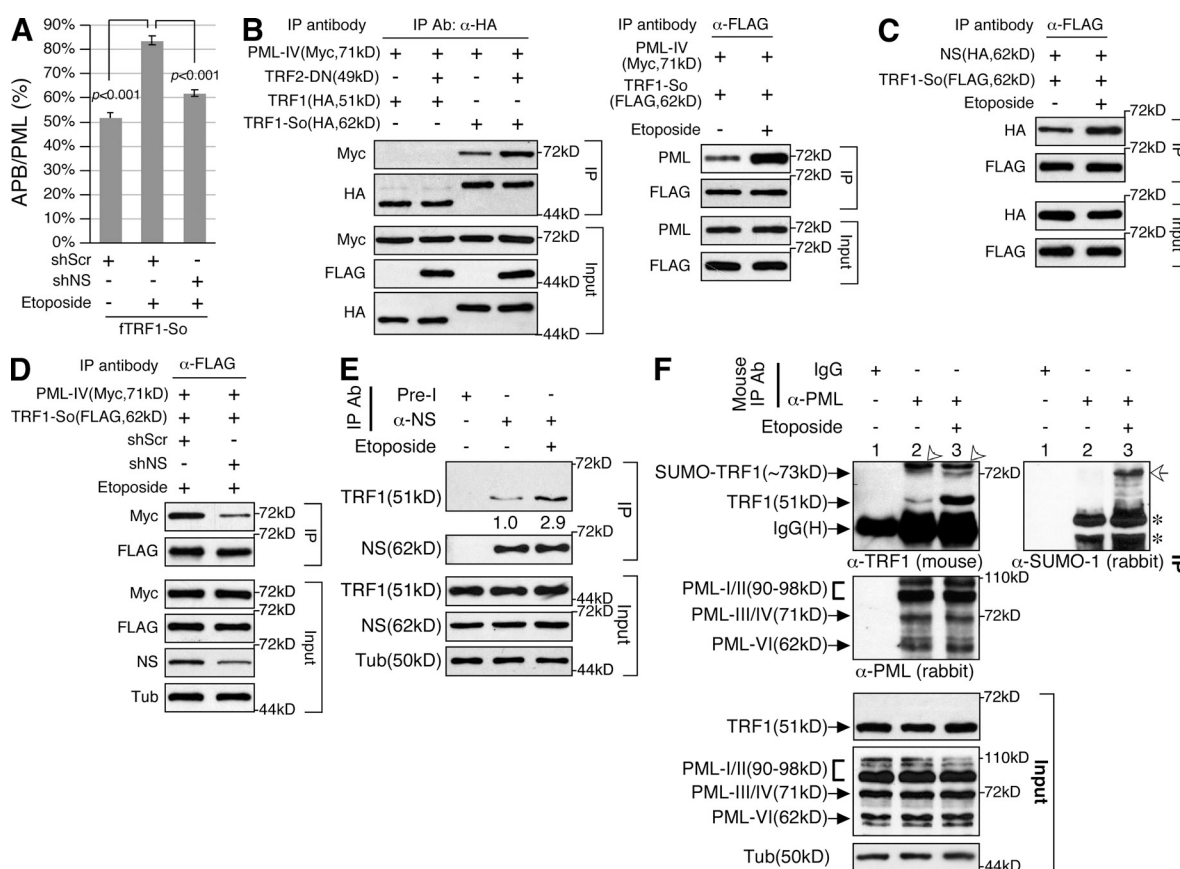 A
90%
80%
70%
60%
50%
40%
30%
20%
10%
0%
APB/PML (%)
p<0.001
p<0.001
shScr + + -
shNS - - +
Etoposide - + +
fTRF1-So
B
IP antibody IP Ab: α-HA
PML-IV(Myc,71kD) + + + +
TRF2-DN(49kD) - + - +
TRF1(HA,51kD) + + - -
TRF1-So(HA,62kD) - - + +
Myc -72kD
HA -44kD
IP
Myc -72kD
FLAG -44kD
HA -44kD
Input
IP antibody α-FLAG
PML-IV
(Myc,71kD) + +
TRF1-So
(FLAG,62kD) + +
Etoposide - +
PML -72kD
-72kD
FLAG
IP
PML -72kD
-72kD
FLAG
Input
C
IP antibody α-FLAG
NS(HA,62kD) + +
TRF1-So(FLAG,62kD) + +
Etoposide - +
-72kD
HA
-72kD
FLAG
IP
-72kD
HA
-72kD
FLAG
Input
D
IP antibody α-FLAG
PML-IV(Myc,71kD) + +
TRF1-So(FLAG,62kD) + +
shScr + -
shNS - +
Etoposide + +
Myc -72kD
-72kD
FLAG
IP
Myc -72kD
-72kD
FLAG
-72kD
NS
Tub
-44kD
Input
E
IP Ab
Pre-I + - -
α-NS - + +
Etoposide - - +
-72kD
TRF1(51kD)
1.0 2.9
-72kD
NS(62kD)
IP
TRF1(51kD) -44kD
-72kD
NS(62kD)
Tub(50kD) -44kD
Input
F
Mouse
IP Ab
IgG + - - + - -
α-PML - + + - + +
Etoposide - - + - - +
1 2 3 1 2 3
SUMO-TRF1(~73kD) -72kD
TRF1(51kD)
IgG(H)
*
*
α-TRF1 (mouse) α-SUMO-1 (rabbit)
IP
-110kD
PML-I/II(90-98kD)
PML-III/IV(71kD) -72kD
PML-VI(62kD)
α-PML (rabbit)
-72kD
TRF1(51kD)
-110kD
PML-I/II(90-98kD)
PML-III/IV(71kD) -72kD
PML-VI(62kD)
Tub(50kD)
-44kD
Input